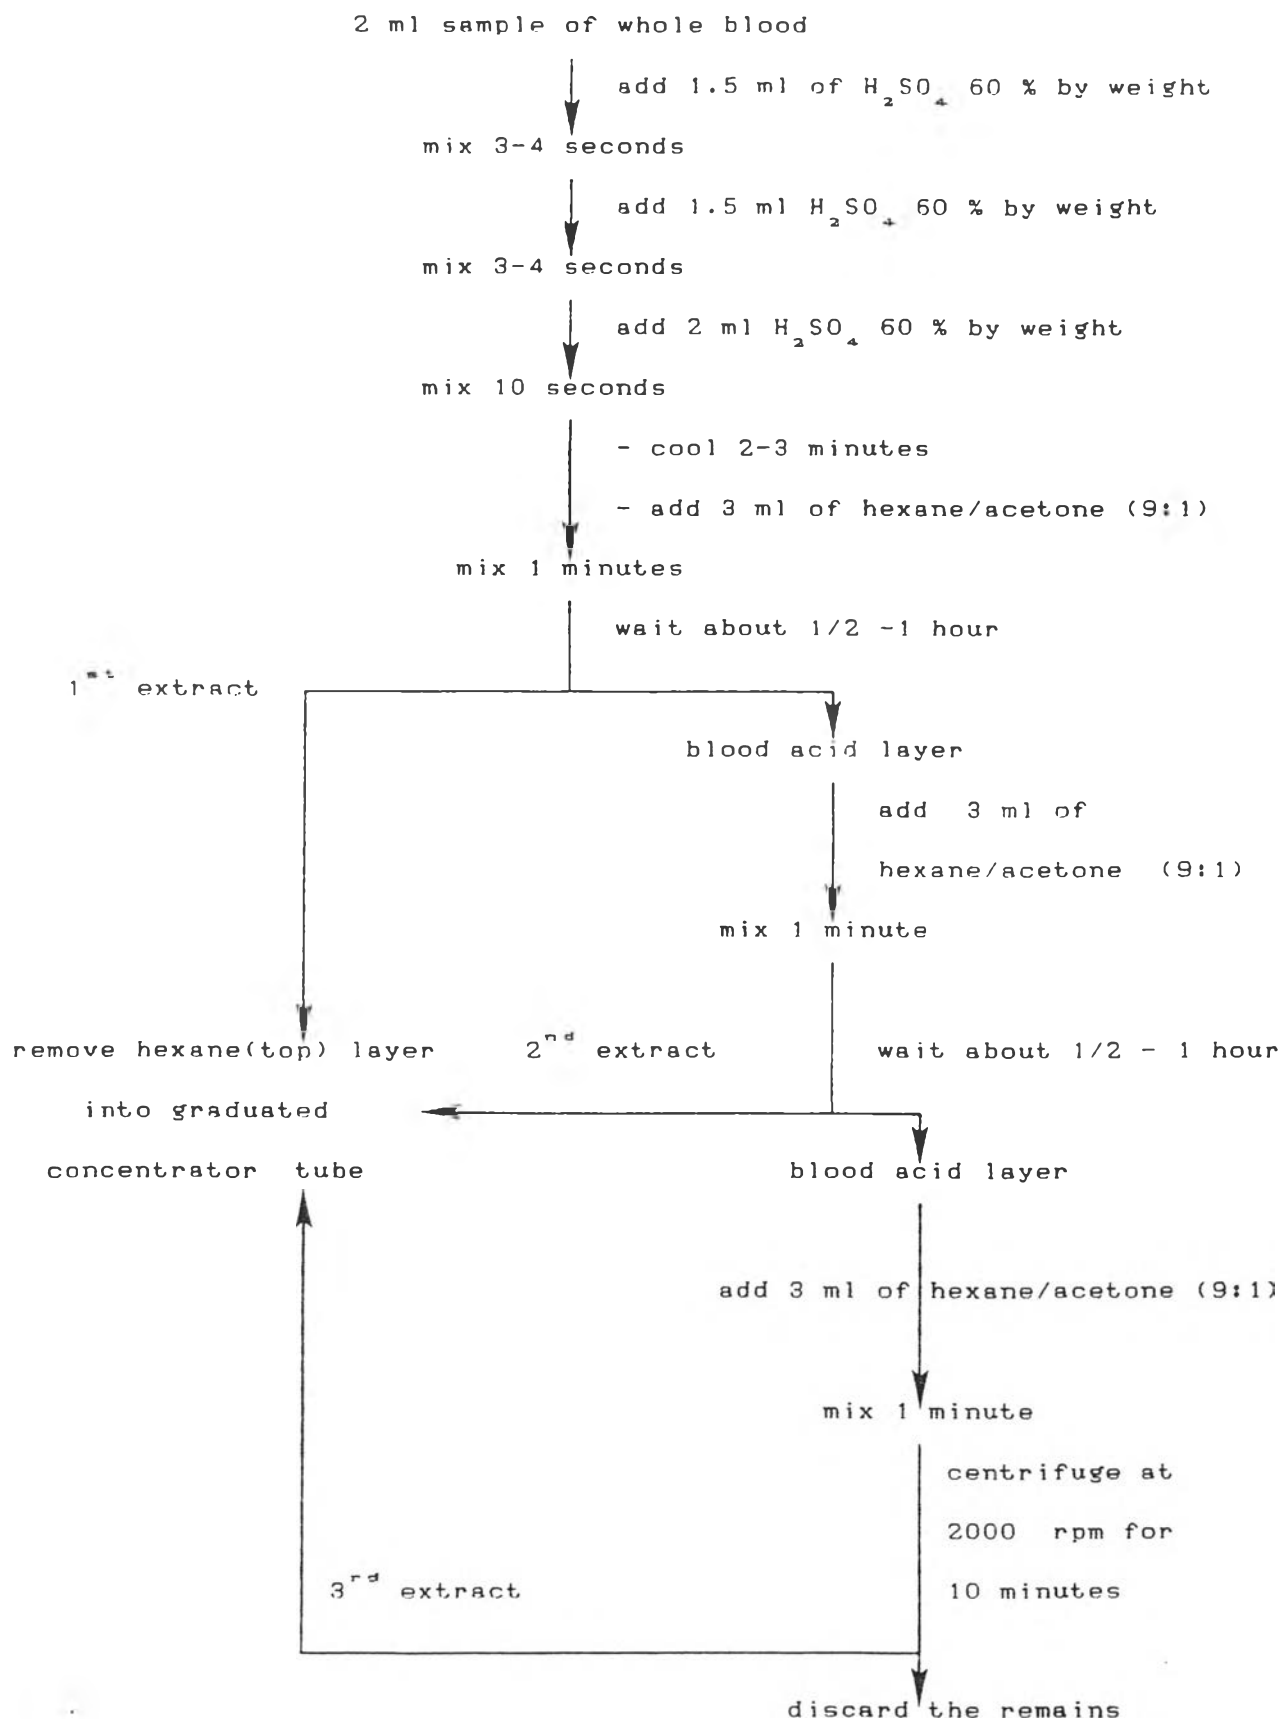 2 ml sample of whole blood
add 1.5 ml of H₂SO₄ 60 % by weight
mix 3-4 seconds
add 1.5 ml H₂SO₄ 60 % by weight
mix 3-4 seconds
add 2 ml H₂SO₄ 60 % by weight
mix 10 seconds
- cool 2-3 minutes
- add 3 ml of hexane/acetone (9:1)
mix 1 minutes
wait about 1/2 -1 hour
1ˢᵗ extract
blood acid layer
add 3 ml of
hexane/acetone (9:1)
mix 1 minute
remove hexane(top) layer
into graduated
concentrator tube
2ⁿᵈ extract
wait about 1/2 - 1 hour
blood acid layer
add 3 ml of hexane/acetone (9:1)
mix 1 minute
centrifuge at
2000 rpm for
10 minutes
3ʳᵈ extract
discard the remains